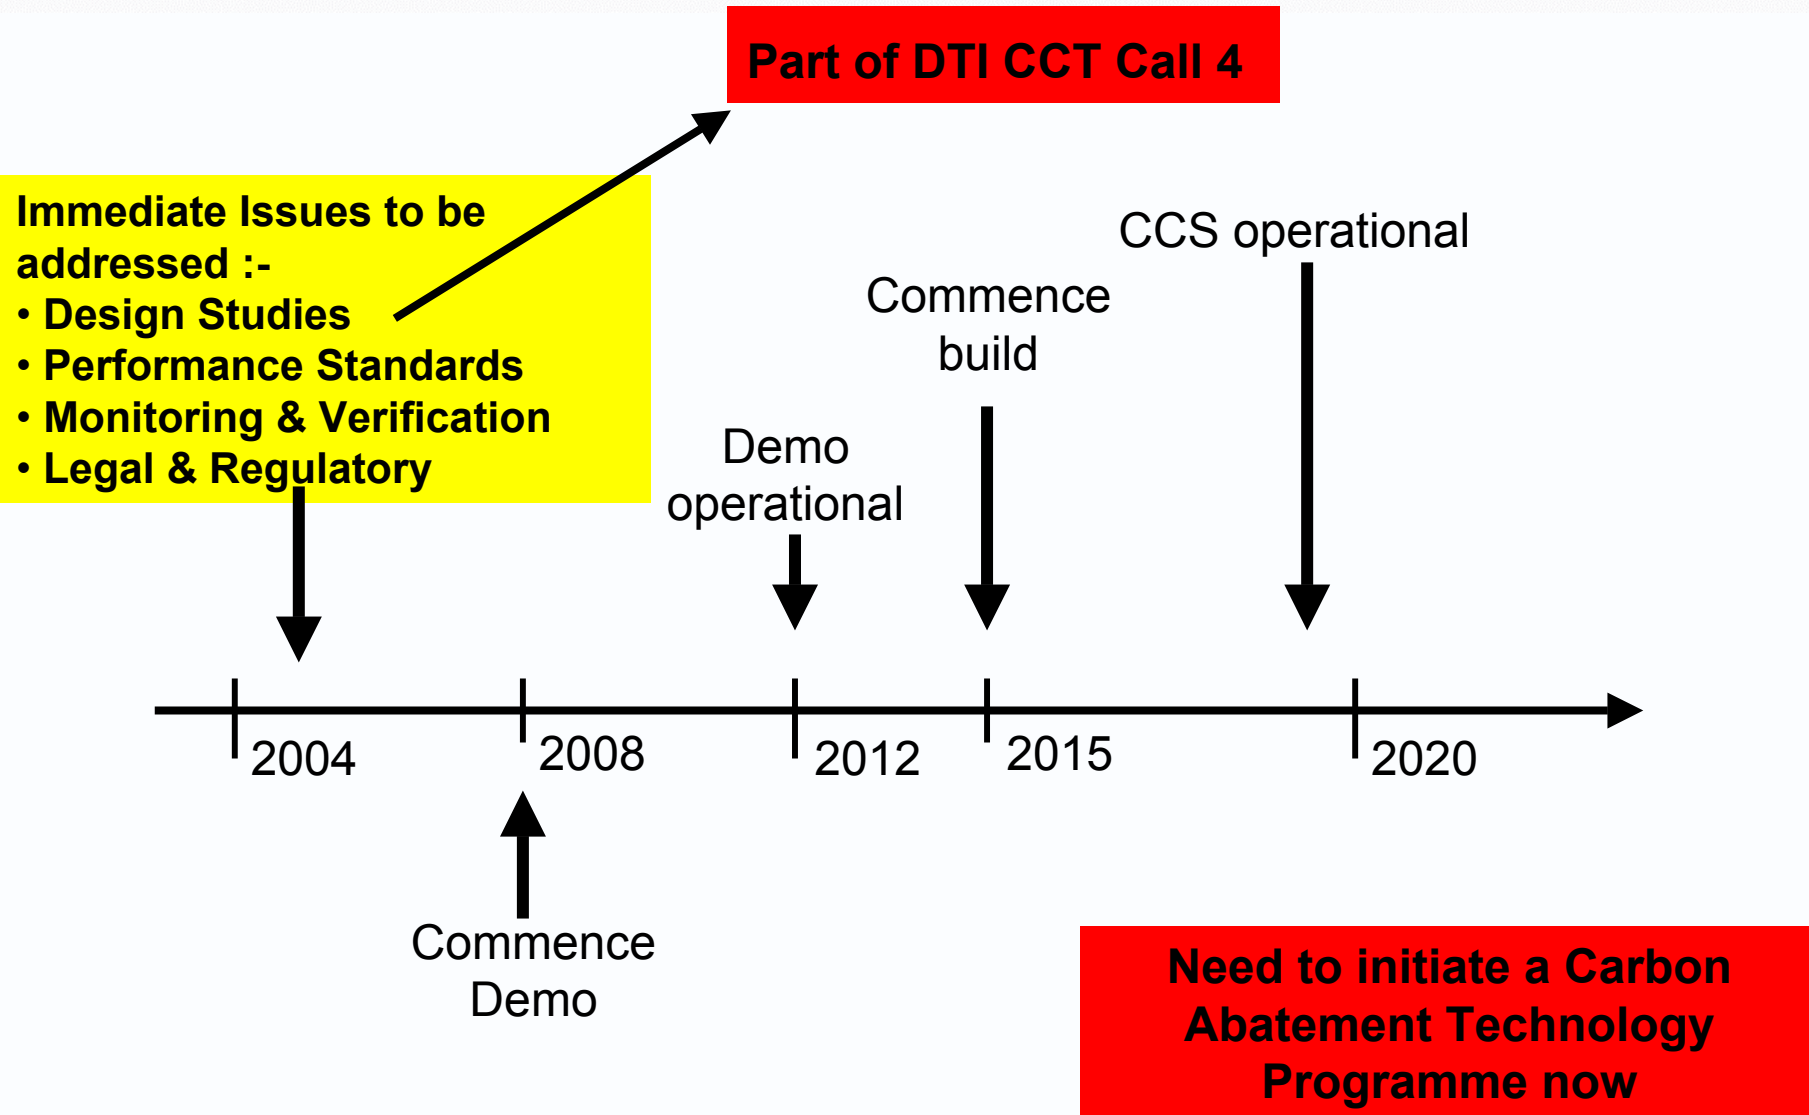 Part of DTI CCT Call 4
Immediate Issues to be
addressed :-
• Design Studies
• Performance Standards
• Monitoring & Verification
• Legal & Regulatory
CCS operational
Commence
build
Demo
operational
2004
2008
2012
2015
2020
Commence
Demo
Need to initiate a Carbon
Abatement Technology
Programme now